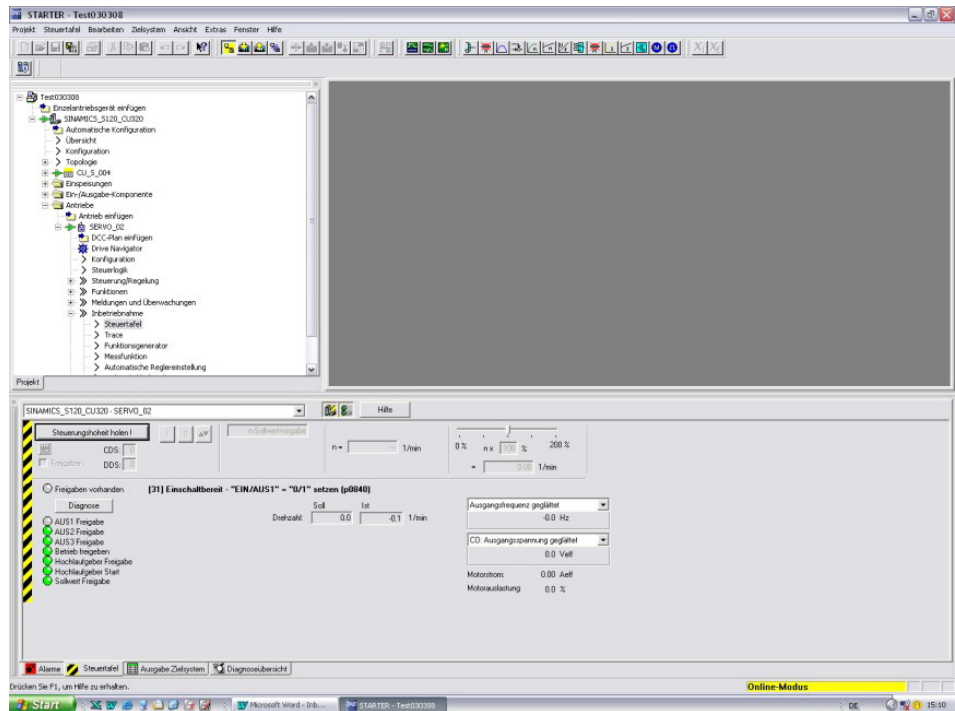 STARTER - Test030308
Projekt Steuertafel Bearbeiten Zielsystem Ansicht Extras Fenster Hilfe
Test030308
Einzelantriebsgerät einfügen
SINAMICS_S120_CU320
Automatische Konfiguration
Übersicht
Konfiguration
Topologie
CU_S_004
Einspeisungen
Ein-/Ausgabe-Komponente
Antriebe
Antrieb einfügen
SERVO_02
DCC-Plan einfügen
Drive Navigator
Konfiguration
Steuerlogik
Steuerung/Regelung
Funktionen
Meldungen und Überwachungen
Inbetriebnahme
Steuertafel
Trace
Funktionsgenerator
Messfunktion
Automatische Reglereinstellung
Projekt
SINAMICS_S120_CU320 - SERVO_02
Hilfe
Steuerungshoheit holen !
I 0
n-Sollwertvorgabe
CDS: 0
Freigeben
DDS: 0
n = 1/min
0 % n x 100 % 200 %
= 0.00 1/min
Freigaben vorhanden
[31] Einschaltbereit - "EIN/AUS1" = "0/1" setzen (p0840)
Diagnose
Soll Ist
Drehzahl: 0.0 -0.1 1/min
AUS1 Freigabe
AUS2 Freigabe
AUS3 Freigabe
Betrieb freigeben
Hochlaufgeber Freigabe
Hochlaufgeber Start
Sollwert Freigabe
Ausgangsfrequenz geglättet
-0.0 Hz
CO: Ausgangsspannung geglättet
0.0 Veff
Motorstrom: 0.00 Aeff
Motorauslastung 0.0 %
Alarme Steuertafel Ausgabe Zielsystem Diagnoseübersicht
Drücken Sie F1, um Hilfe zu erhalten.
Online-Modus
Start
Microsoft Word - Inb...
STARTER - Test030308
DE
15:10